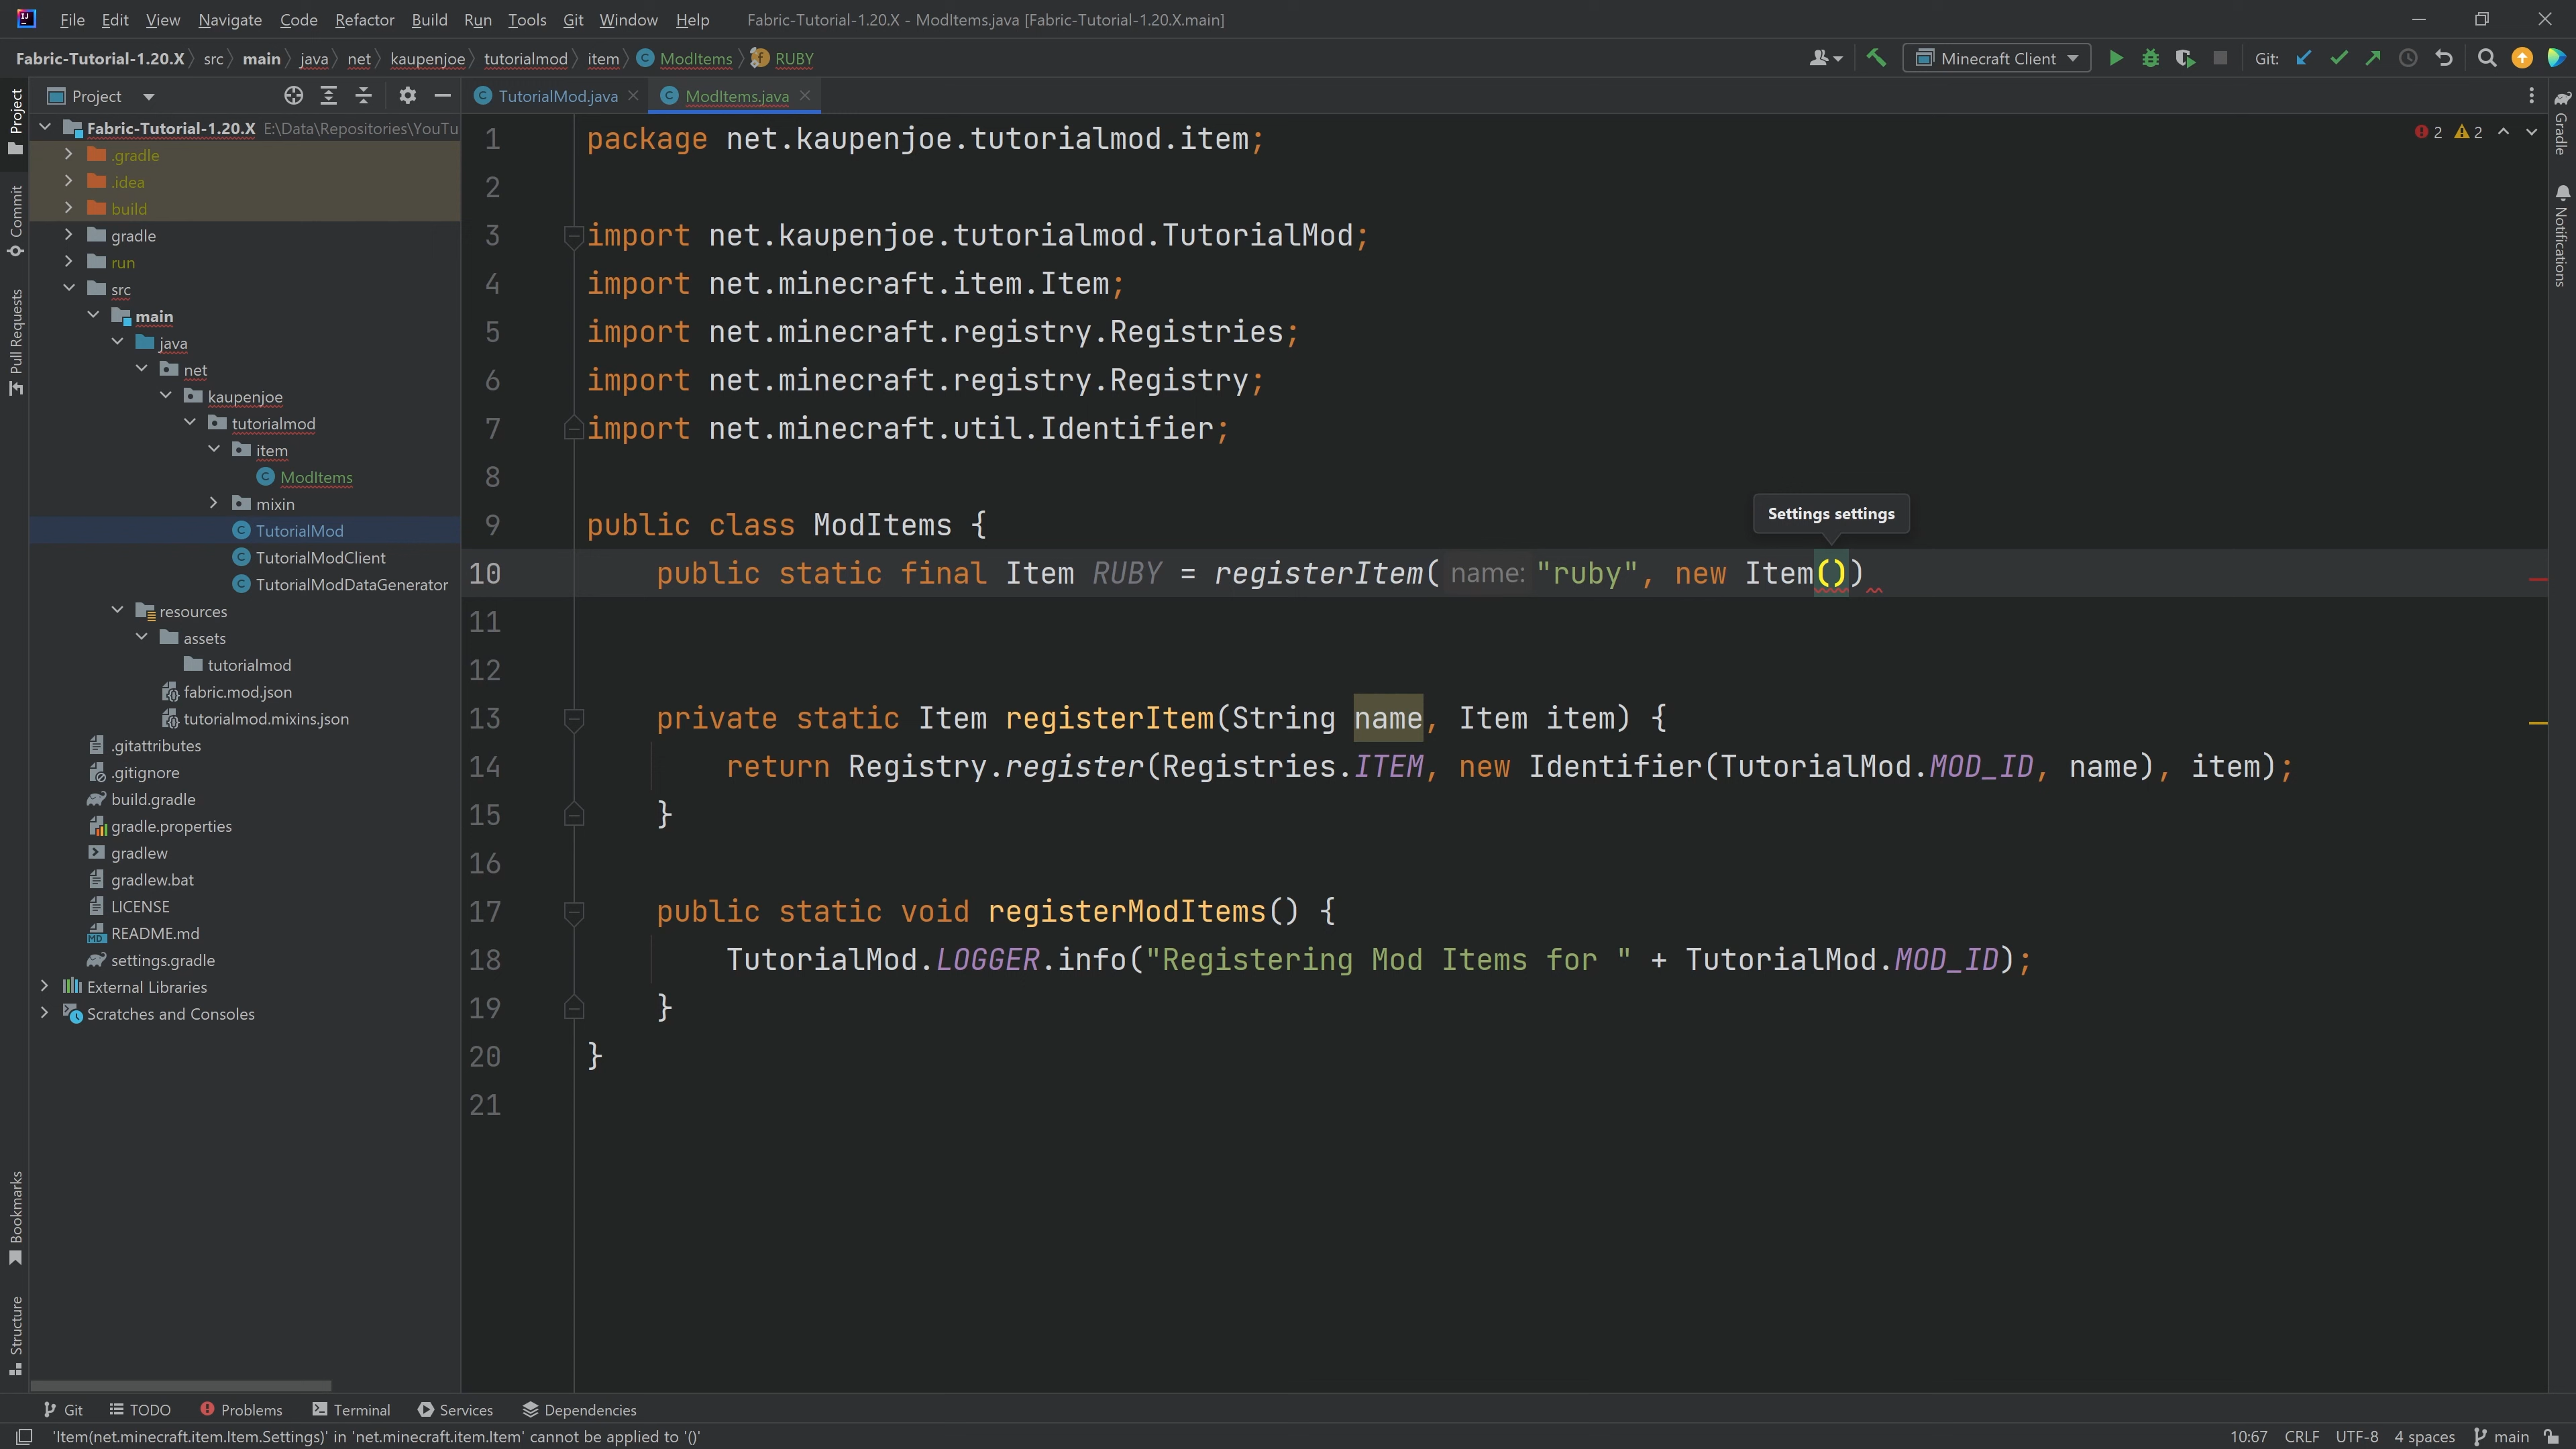 File Edit View Navigate Code Refactor Build Run Tools Git Window Help Fabric-Tutorial-1.20.X - ModItems.java [Fabric-Tutorial-1.20.X.main]
Fabric-Tutorial-1.20.X src main java net kaupenjoe tutorialmod item ModItems RUBY Minecraft Client Git:
Project TutorialMod.java ModItems.java
Project
Commit
Pull Requests
Bookmarks
Structure
Fabric-Tutorial-1.20.X E:\Data\Repositories\YouTu
.gradle
.idea
build
gradle
run
src
main
java
net
kaupenjoe
tutorialmod
item
ModItems
mixin
TutorialMod
TutorialModClient
TutorialModDataGenerator
resources
assets
tutorialmod
fabric.mod.json
tutorialmod.mixins.json
.gitattributes
.gitignore
build.gradle
gradle.properties
gradlew
gradlew.bat
LICENSE
README.md
settings.gradle
External Libraries
Scratches and Consoles
1 package net.kaupenjoe.tutorialmod.item;
2
3 import net.kaupenjoe.tutorialmod.TutorialMod;
4 import net.minecraft.item.Item;
5 import net.minecraft.registry.Registries;
6 import net.minecraft.registry.Registry;
7 import net.minecraft.util.Identifier;
8
Settings settings
9 public class ModItems {
10 public static final Item RUBY = registerItem( name: "ruby", new Item())
11
12
13 private static Item registerItem(String name, Item item) {
14 return Registry.register(Registries.ITEM, new Identifier(TutorialMod.MOD_ID, name), item);
15 }
16
17 public static void registerModItems() {
18 TutorialMod.LOGGER.info("Registering Mod Items for " + TutorialMod.MOD_ID);
19 }
20 }
21
2 2
Gradle
Notifications
Git TODO Problems Terminal Services Dependencies
'Item(net.minecraft.item.Item.Settings)' in 'net.minecraft.item.Item' cannot be applied to '()' 10:67 CRLF UTF-8 4 spaces main